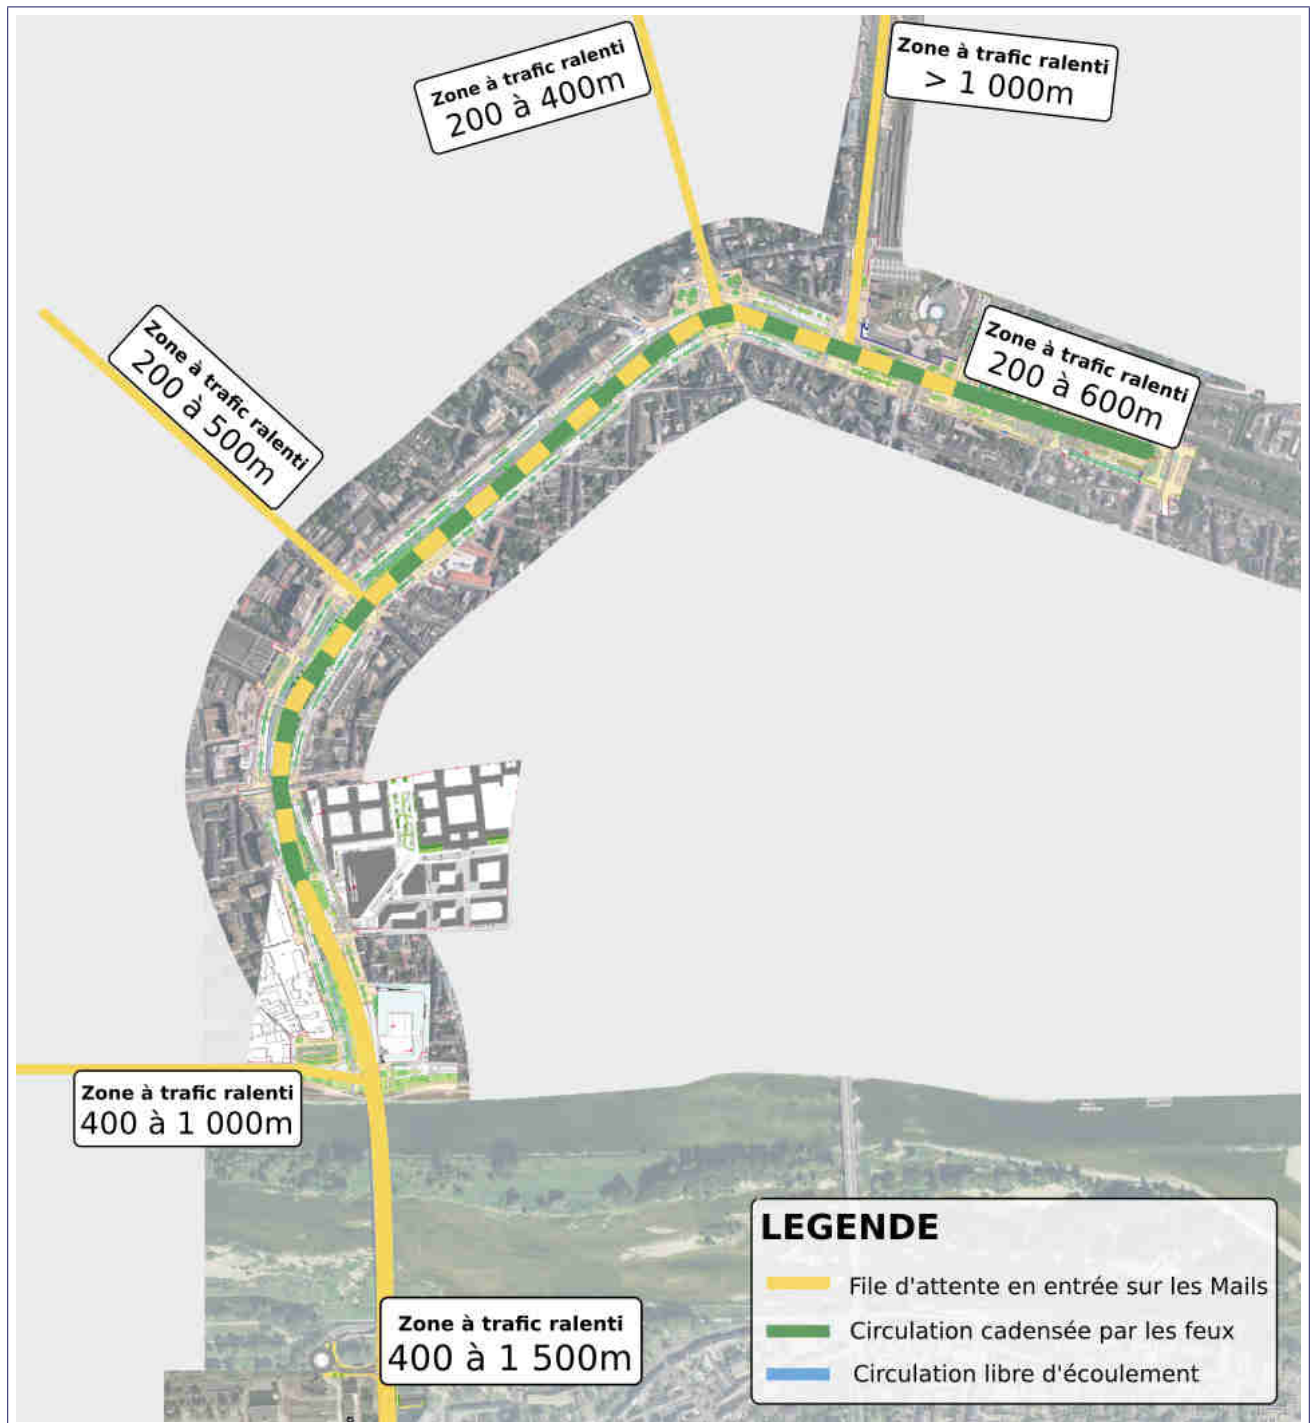 Zone à trafic ralenti
200 à 400m
Zone à trafic ralenti
> 1 000m
Zone à trafic ralenti
200 à 500m
Zone à trafic ralenti
200 à 600m
Zone à trafic ralenti
400 à 1 000m
Zone à trafic ralenti
400 à 1 500m
LEGENDE
File d'attente en entrée sur les Mails
Circulation cadensée par les feux
Circulation libre d'écoulement